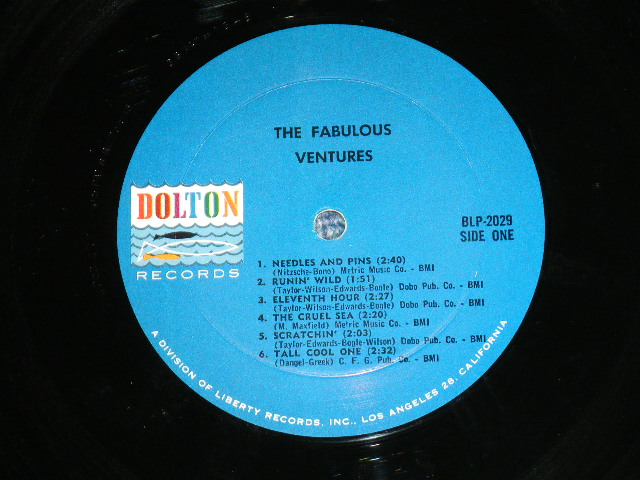 THE FABULOUS
VENTURES
DOLTON
RECORDS
BLP-2029
SIDE ONE
1. NEEDLES AND PINS (2:40)
(Nitzsche-Bono) Metric Music Co. - BMI
2. RUNIN' WILD (1:51)
(Taylor-Wilson-Edwards-Bogle) Dobo Pub. Co. - BMI
3. ELEVENTH HOUR (2:27)
(Taylor-Wilson-Edwards-Bogle) Dobo Pub. Co. - BMI
4. THE CRUEL SEA (2:20)
(M. Maxfield) Metric Music Co. - BMI
5. SCRATCHIN' (2:03)
(Taylor-Edwards-Bogle-Wilson) Dobo Pub. Co. - BMI
6. TALL COOL ONE (2:32)
(Dangel-Greek) C. F. G. Pub. Co. - BMI
A DIVISION OF LIBERTY RECORDS, INC., LOS ANGELES 28, CALIFORNIA